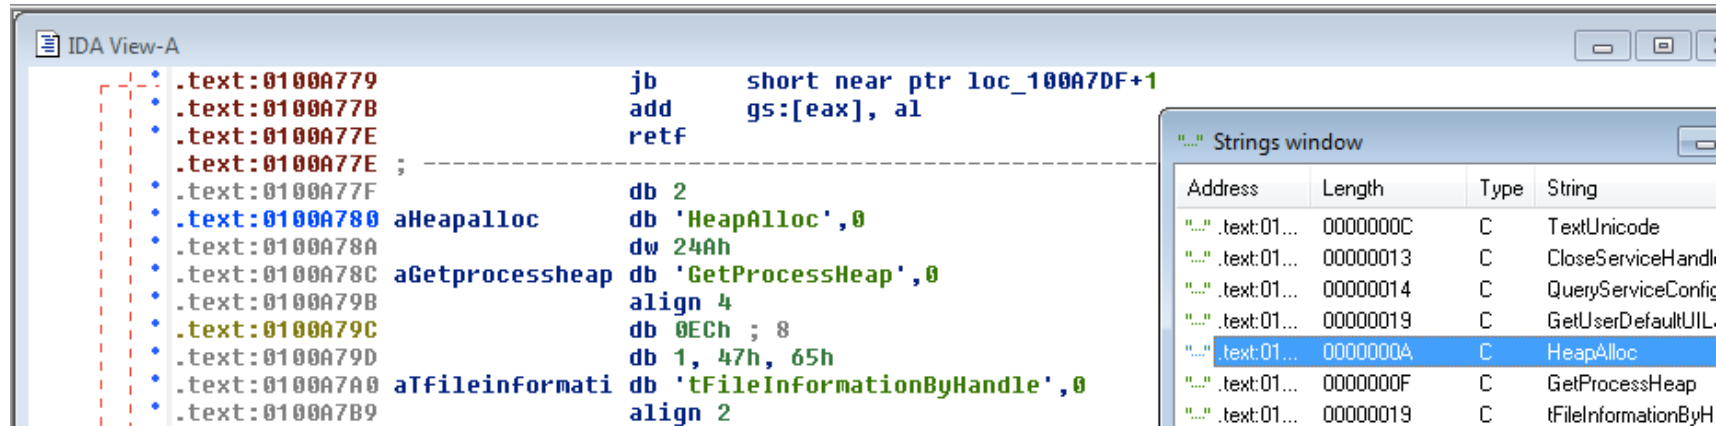 IDA View-A
.text:0100A779 jb short near ptr loc_100A7DF+1
.text:0100A77B add gs:[eax], al
.text:0100A77E retf
.text:0100A77E ; ---------------------------------------------------------------------------
.text:0100A77F db 2
.text:0100A780 aHeapalloc db 'HeapAlloc',0
.text:0100A78A dw 24Ah
.text:0100A78C aGetprocessheap db 'GetProcessHeap',0
.text:0100A79B align 4
.text:0100A79C db 0ECh ; 8
.text:0100A79D db 1, 47h, 65h
.text:0100A7A0 aTfileinformati db 'tFileInformationByHandle',0
.text:0100A7B9 align 2
"..." Strings window
Address Length Type String
"..." .text:01... 0000000C C TextUnicode
"..." .text:01... 00000013 C CloseServiceHandl
"..." .text:01... 00000014 C QueryServiceConfig
"..." .text:01... 00000019 C GetUserDefaultUIL
"..." .text:01... 0000000A C HeapAlloc
"..." .text:01... 0000000F C GetProcessHeap
"..." .text:01... 00000019 C tFileInformationByH